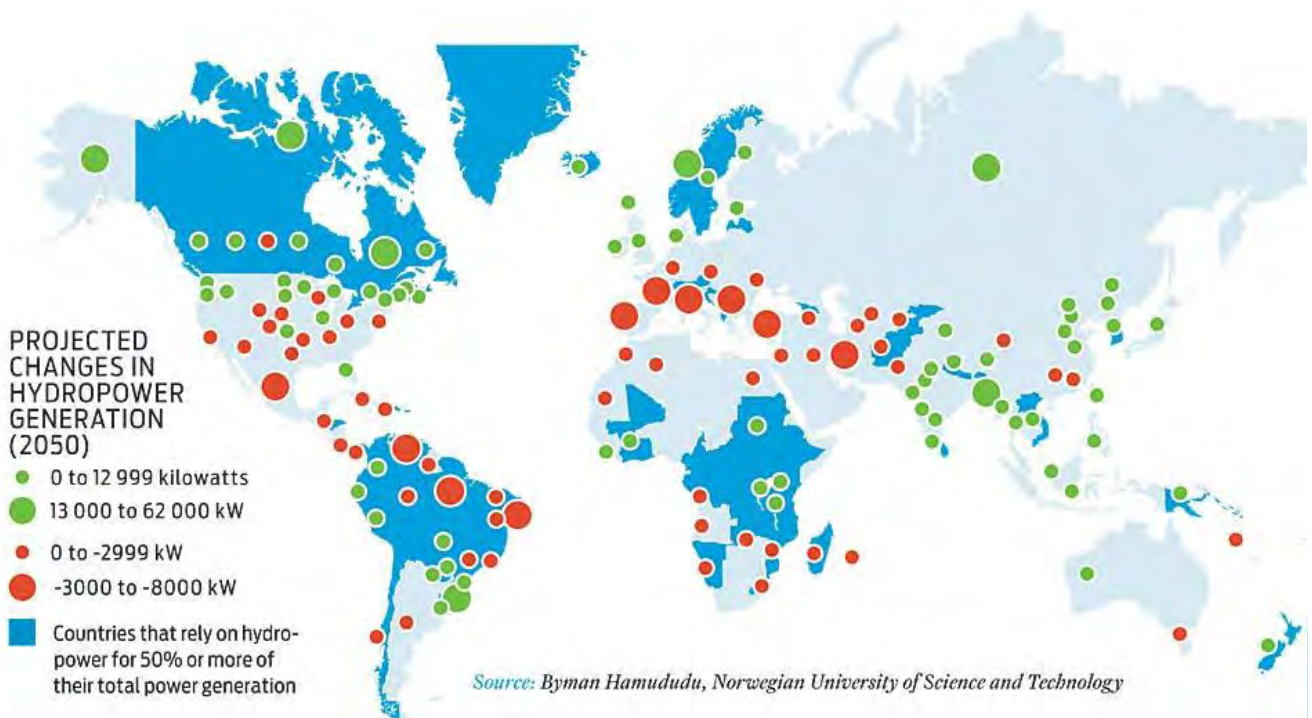 PROJECTED
CHANGES IN
HYDROPOWER
GENERATION
(2050)
0 to 12 999 kilowatts
13 000 to 62 000 kW
0 to -2999 kW
-3000 to -8000 kW
Countries that rely on hydro-
power for 50% or more of
their total power generation
Source: Byman Hamududu, Norwegian University of Science and Technology